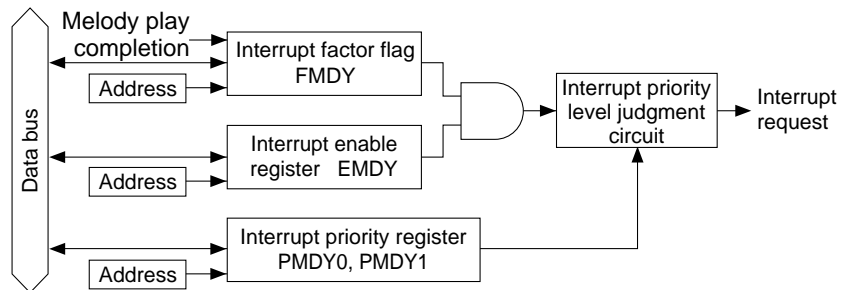 Data bus
Melody play
completion
Address
Interrupt factor flag
FMDY
Address
Interrupt enable
register EMDY
Address
Interrupt priority register
PMDY0, PMDY1
Interrupt priority
level judgment
circuit
Interrupt
request